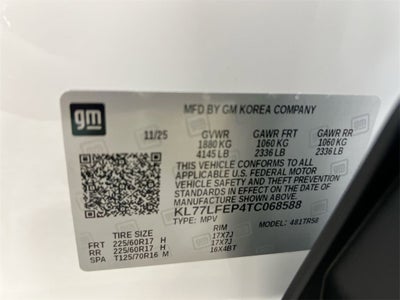 gm
MFD BY GM KOREA COMPANY
11/25 GVWR GAWR FRT GAWR RR
1880 KG 1060 KG 1060 KG
4145 LB 2336 LB 2336 LB
THIS VEHICLE CONFORMS TO ALL
APPLICABLE U.S. FEDERAL MOTOR
VEHICLE SAFETY, BUMPER, AND THEFT
PREVENTION STANDARDS IN EFFECT
ON THE DATE OF
MANUFACTURE SHOWN ABOVE.
KL77LFEP4TC068588
TYPE: MPV MODEL: 481TR58
TIRE SIZE RIM
FRT 225/60R17 H 17X7J
RR 225/60R17 H 17X7J
SPA T125/70R16 M 16X4BT